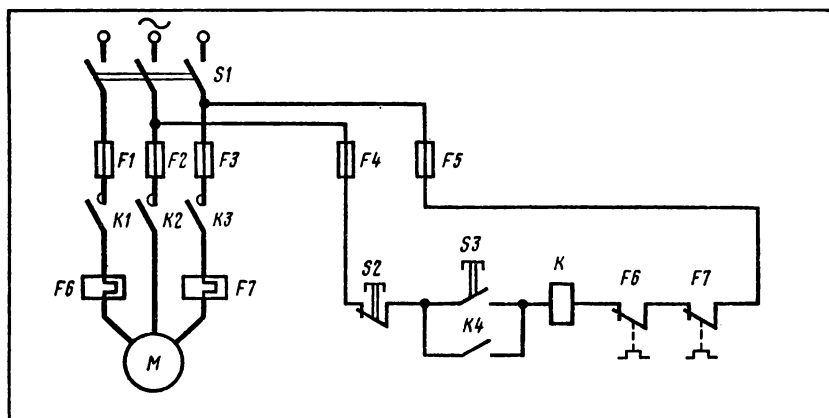 ~
S1
F1 F2 F3 F4 F5
K1 K2 K3
S2 S3 K F6 F7
F6 F7
K4
M